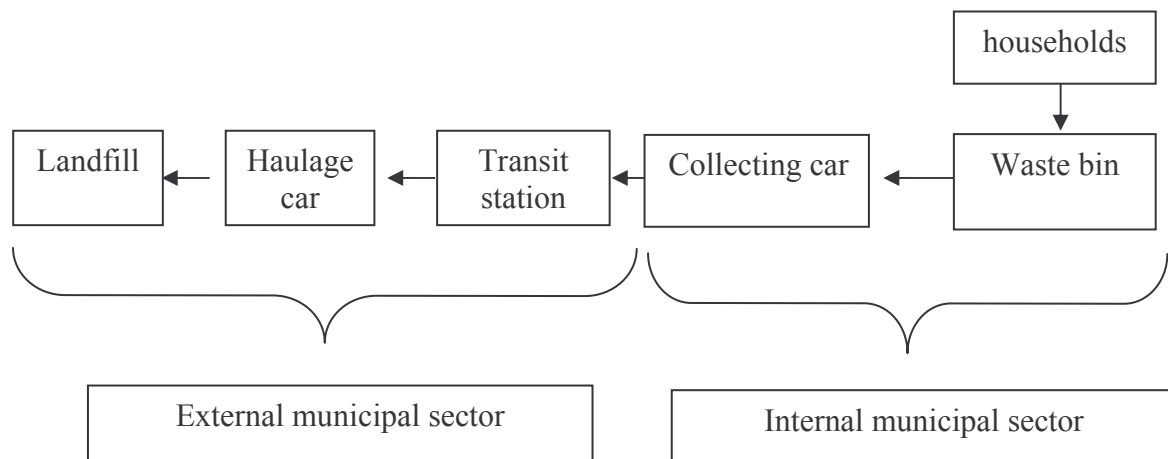 households
Landfill
Haulage
car
Transit
station
Collecting car
Waste bin
External municipal sector
Internal municipal sector